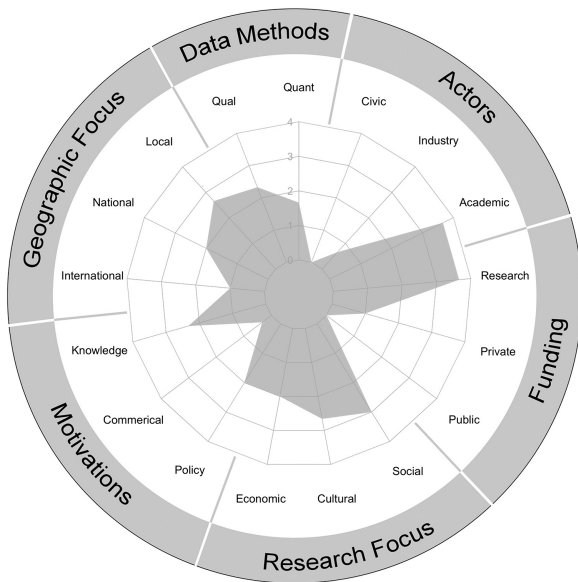 Data Methods
Actors
Funding
Research Focus
Motivations
Geographic Focus
Quant
Civic
Industry
Academic
Research
Private
Public
Social
Cultural
Economic
Policy
Commerical
Knowledge
International
National
Local
Qual
4
3
2
1
0